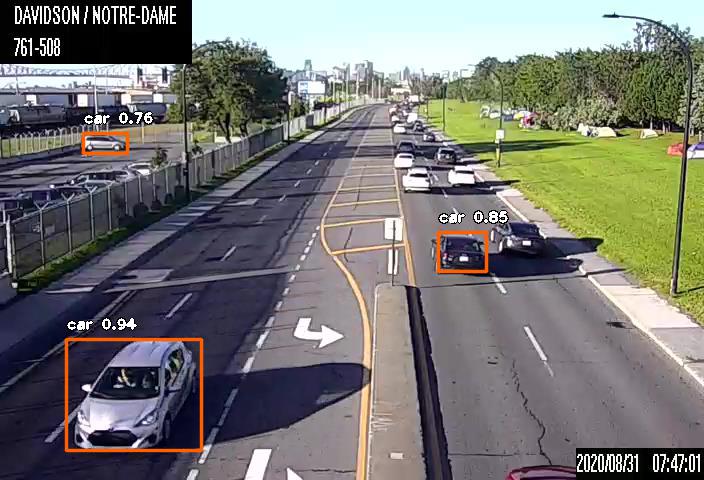 DAVIDSON / NOTRE-DAME
761-508
car 0.76
car 0.85
car 0.94
2020/08/31 07:47:01